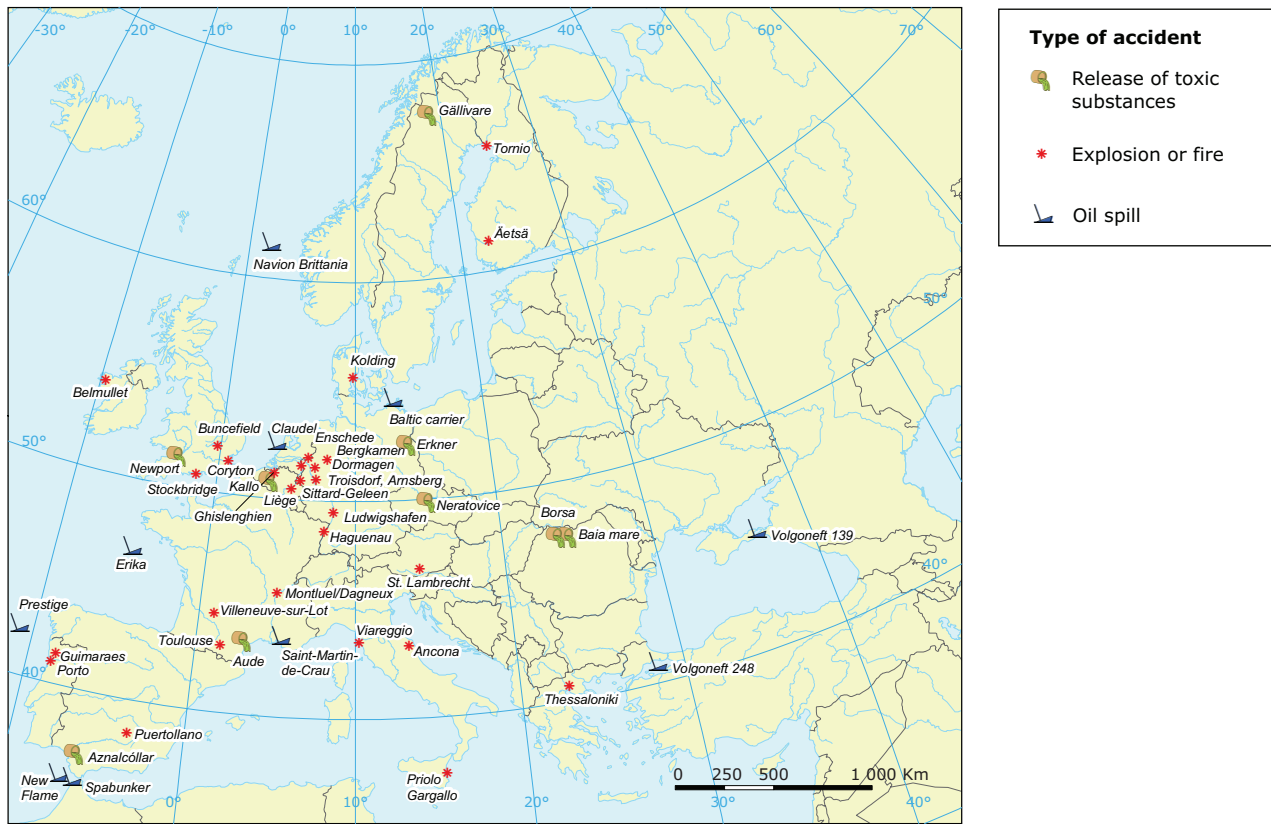 -30°
-20°
-10°
0°
10°
20°
30°
40°
50°
60°
70°
60°
50°
40°
50°
40°
0°
10°
20°
30°
40°
Gällivare
Tornio
Äetsä
Navion Brittania
Kolding
Belmullet
Baltic carrier
Buncefield
Claudel
Enschede
Bergkamen
Erkner
Newport
Coryton
Dormagen
Stockbridge
Kallo
Troisdorf, Arnsberg
Liège
Sittard-Geleen
Ghislenghien
Neratovice
Ludwigshafen
Borsa
Haguenau
Baia mare
Volgoneft 139
Erika
St. Lambrecht
Montluel/Dagneux
Prestige
Villeneuve-sur-Lot
Toulouse
Viareggio
Guimaraes
Porto
Aude
Saint-Martin-
de-Crau
Ancona
Volgoneft 248
Thessaloniki
Puertollano
Aznalcóllar
New
Flame
Spabunker
Priolo
Gargallo
0 250 500 1 000 Km
Type of accident
Release of toxic
substances
Explosion or fire
Oil spill